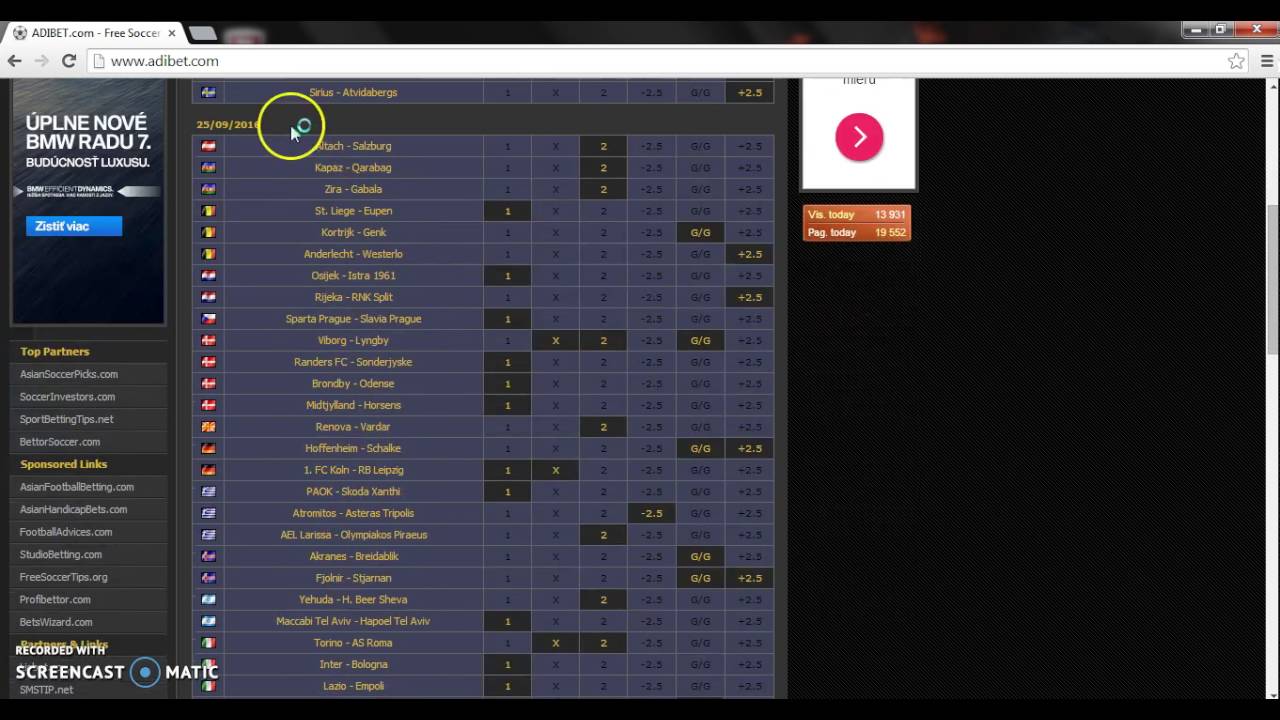 ADIBET.com - Free Soccer
www.adibet.com
ÚPLNE NOVÉ
BMW RADU 7.
BUDÚCNOSŤ LUXUSU.
BMW EFFICIENT DYNAMICS.
Zistiť viac
Top Partners
AsianSoccerPicks.com
SoccerInvestors.com
SportBettingTips.net
BettorSoccer.com
Sponsored Links
AsianFootballBetting.com
AsianHandicapBets.com
FootballAdvices.com
StudioBetting.com
FreeSoccerTips.org
Profibettor.com
BetsWizard.com
Partners & Links
SMSTIP.net
RECORDED WITH
SCREENCAST MATIC
Sirius - Atvidabergs 1 X 2 -2.5 G/G +2.5
25/09/2016
Altach - Salzburg 1 X 2 -2.5 G/G +2.5
Kapaz - Qarabag 1 X 2 -2.5 G/G +2.5
Zira - Gabala 1 X 2 -2.5 G/G +2.5
St. Liege - Eupen 1 X 2 -2.5 G/G +2.5
Kortrijk - Genk 1 X 2 -2.5 G/G +2.5
Anderlecht - Westerlo 1 X 2 -2.5 G/G +2.5
Osijek - Istra 1961 1 X 2 -2.5 G/G +2.5
Rijeka - RNK Split 1 X 2 -2.5 G/G +2.5
Sparta Prague - Slavia Prague 1 X 2 -2.5 G/G +2.5
Viborg - Lyngby 1 X 2 -2.5 G/G +2.5
Randers FC - Sonderjyske 1 X 2 -2.5 G/G +2.5
Brondby - Odense 1 X 2 -2.5 G/G +2.5
Midtjylland - Horsens 1 X 2 -2.5 G/G +2.5
Renova - Vardar 1 X 2 -2.5 G/G +2.5
Hoffenheim - Schalke 1 X 2 -2.5 G/G +2.5
1. FC Koln - RB Leipzig 1 X 2 -2.5 G/G +2.5
PAOK - Skoda Xanthi 1 X 2 -2.5 G/G +2.5
Atromitos - Asteras Tripolis 1 X 2 -2.5 G/G +2.5
AEL Larissa - Olympiakos Piraeus 1 X 2 -2.5 G/G +2.5
Akranes - Breidablik 1 X 2 -2.5 G/G +2.5
Fjolnir - Stjarnan 1 X 2 -2.5 G/G +2.5
Yehuda - H. Beer Sheva 1 X 2 -2.5 G/G +2.5
Maccabi Tel Aviv - Hapoel Tel Aviv 1 X 2 -2.5 G/G +2.5
Torino - AS Roma 1 X 2 -2.5 G/G +2.5
Inter - Bologna 1 X 2 -2.5 G/G +2.5
Lazio - Empoli 1 X 2 -2.5 G/G +2.5
mieru
Vis. today 13 931
Pag. today 19 552